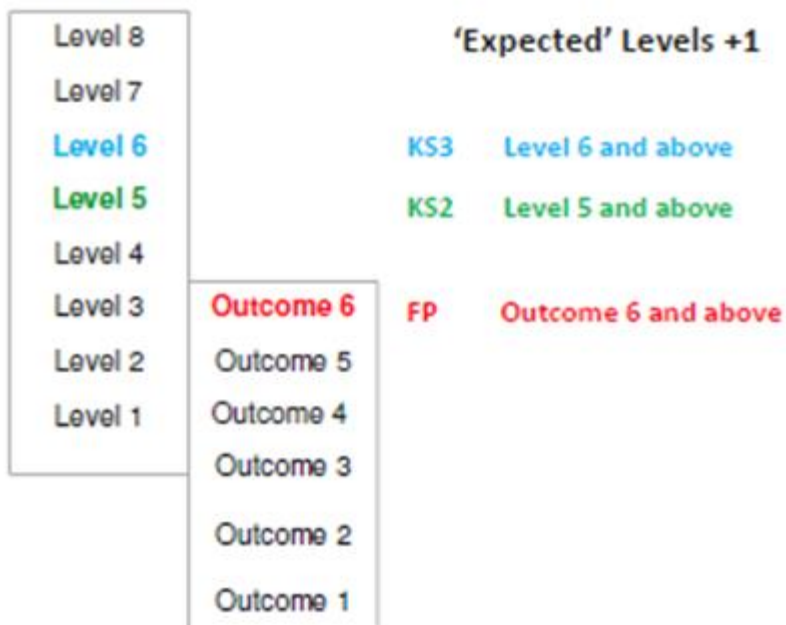 Level 8
Level 7
Level 6
Level 5
Level 4
Level 3
Level 2
Level 1
Outcome 6
Outcome 5
Outcome 4
Outcome 3
Outcome 2
Outcome 1
‘Expected’ Levels +1
KS3 Level 6 and above
KS2 Level 5 and above
FP Outcome 6 and above